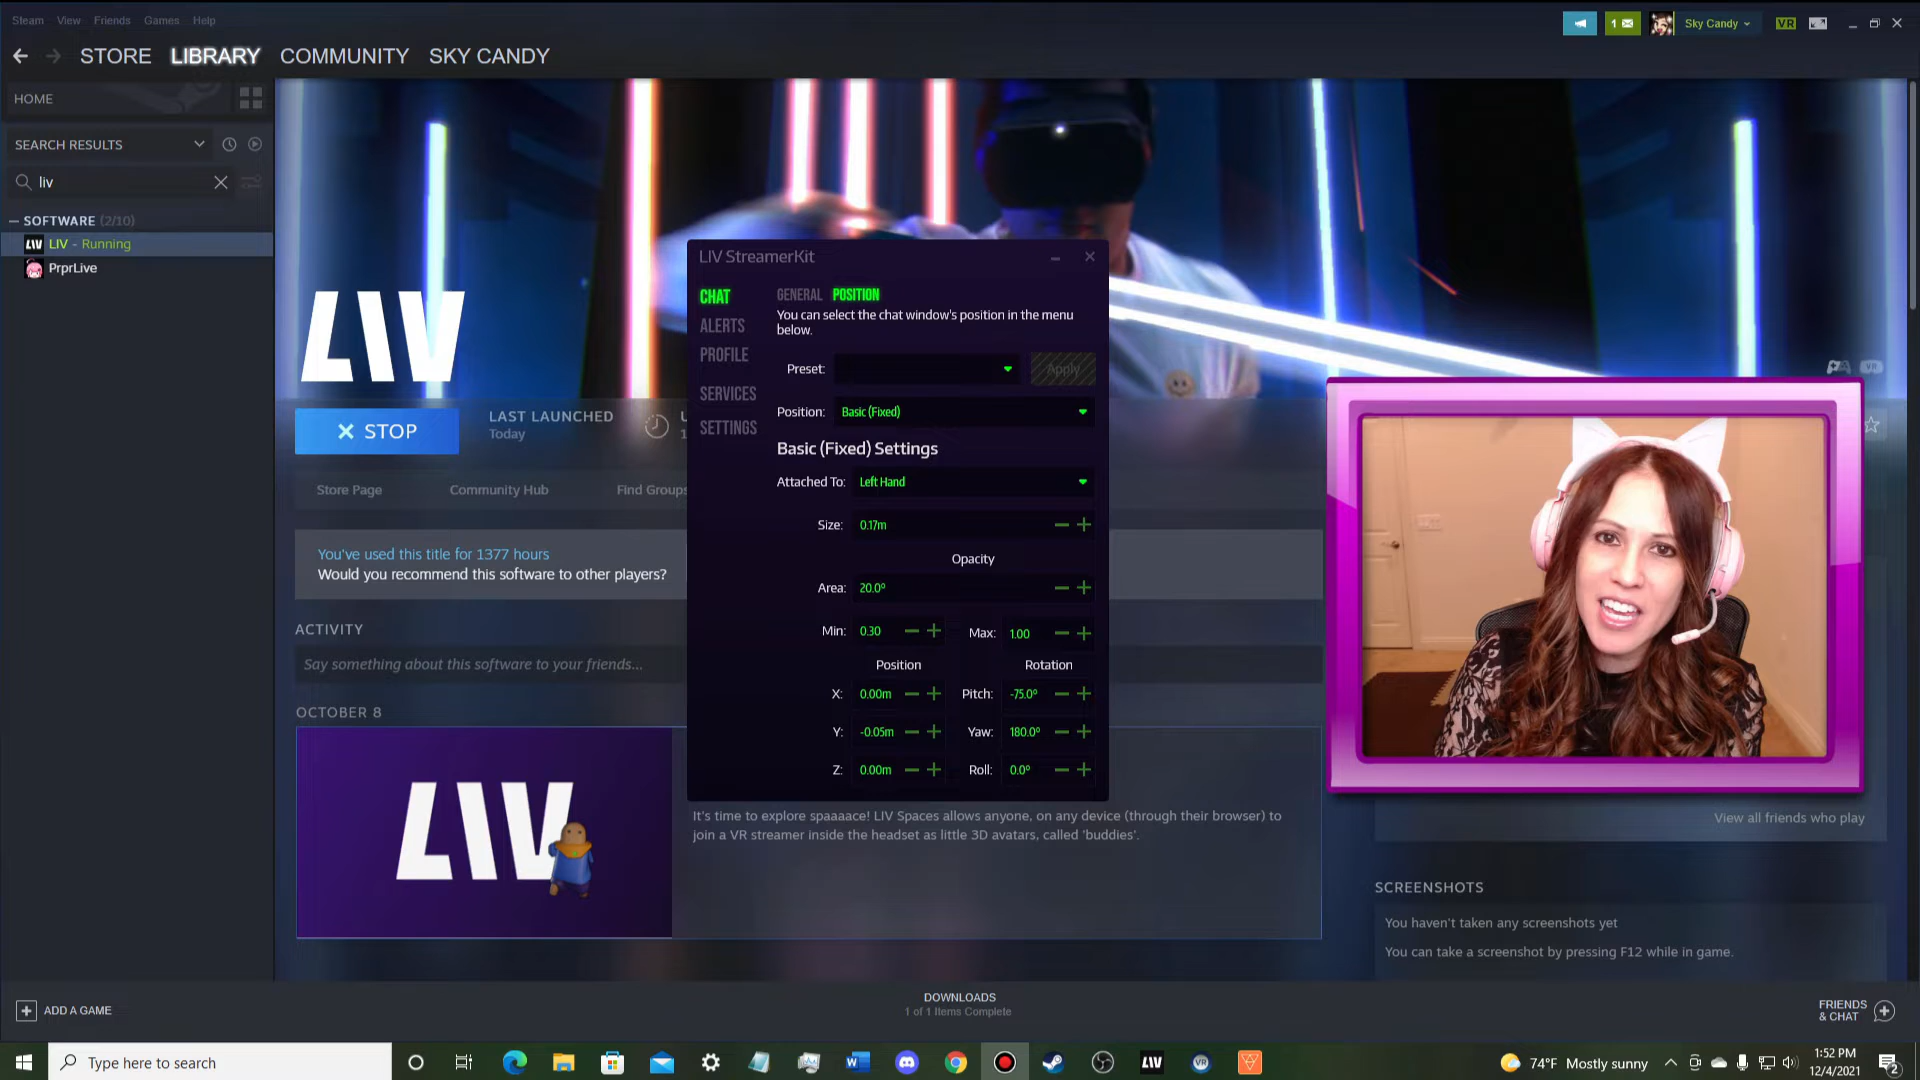 Steam View Friends Games Help
1
Sky Candy
VR
STORE LIBRARY COMMUNITY SKY CANDY
HOME
SEARCH RESULTS
liv
SOFTWARE (2/10)
LIV - Running
PrprLive
LIV
STOP
LAST LAUNCHED
Today
Store Page
Community Hub
Find Groups
You've used this title for 1377 hours
Would you recommend this software to other players?
ACTIVITY
Say something about this software to your friends...
OCTOBER 8
LIV
It's time to explore spaaaace! LIV Spaces allows anyone, on any device (through their browser) to
join a VR streamer inside the headset as little 3D avatars, called 'buddies'.
LIV StreamerKit
CHAT
ALERTS
PROFILE
SERVICES
SETTINGS
GENERAL POSITION
You can select the chat window's position in the menu
below.
Preset:
Apply
Position: Basic (Fixed)
Basic (Fixed) Settings
Attached To: Left Hand
Size: 0.17m
Opacity
Area: 20.0º
Min: 0.30
Max: 1.00
Position
Rotation
X: 0.00m
Pitch: -75.0º
Y: -0.05m
Yaw: 180.0º
Z: 0.00m
Roll: 0.0º
VR
View all friends who play
SCREENSHOTS
You haven't taken any screenshots yet
You can take a screenshot by pressing F12 while in game.
ADD A GAME
DOWNLOADS
1 of 1 Items Complete
FRIENDS
& CHAT
Type here to search
LIV
VR
74°F Mostly sunny
1:52 PM
12/4/2021
2